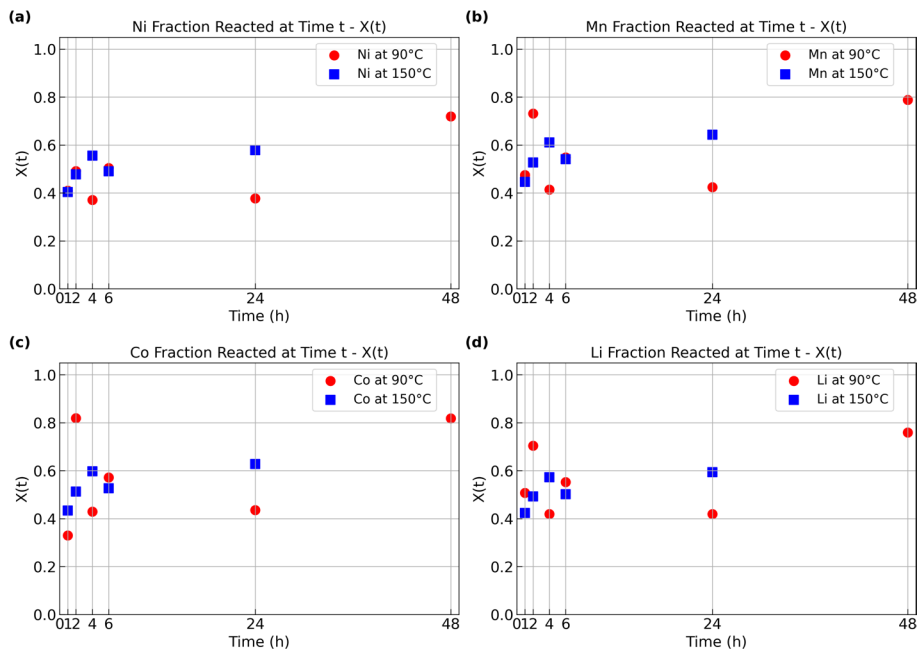 (a)
Ni Fraction Reacted at Time t - X(t)
1.0
0.8
0.6
0.4
0.2
0.0
X(t)
Ni at 90°C
Ni at 150°C
0 1 2 4 6 24 48
Time (h)
(b)
Mn Fraction Reacted at Time t - X(t)
1.0
0.8
0.6
0.4
0.2
0.0
X(t)
Mn at 90°C
Mn at 150°C
0 1 2 4 6 24 48
Time (h)
(c)
Co Fraction Reacted at Time t - X(t)
1.0
0.8
0.6
0.4
0.2
0.0
X(t)
Co at 90°C
Co at 150°C
0 1 2 4 6 24 48
Time (h)
(d)
Li Fraction Reacted at Time t - X(t)
1.0
0.8
0.6
0.4
0.2
0.0
X(t)
Li at 90°C
Li at 150°C
0 1 2 4 6 24 48
Time (h)